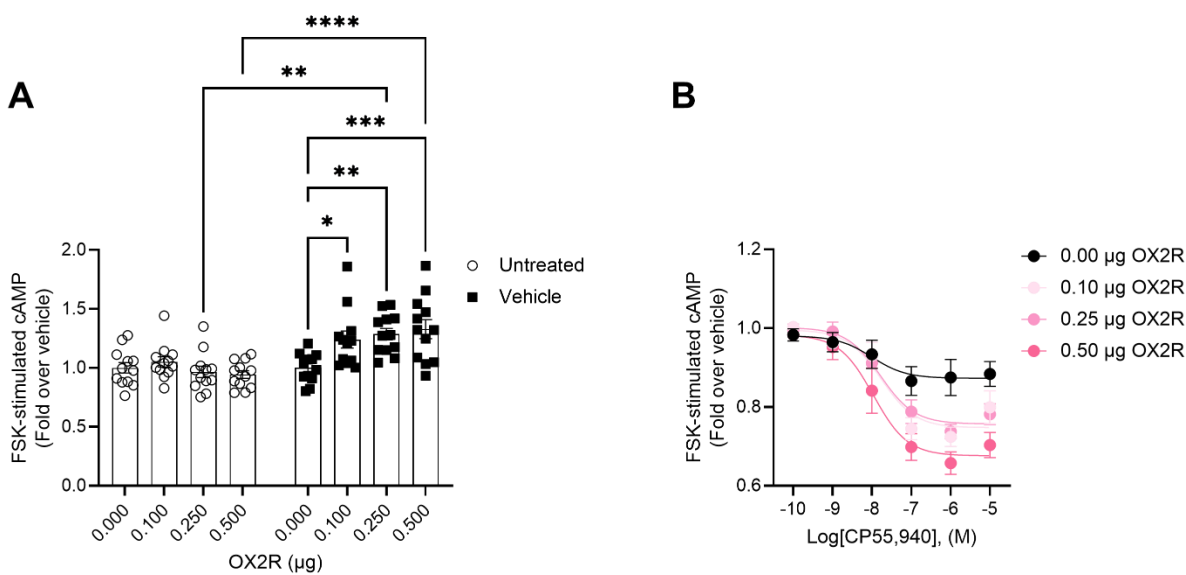 A
****
**
***
**
*
FSK-stimulated cAMP
(Fold over vehicle)
2.0
1.5
1.0
0.5
0.0
0.000
0.100
0.250
0.500
0.000
0.100
0.250
0.500
OX2R (µg)
Untreated
Vehicle
B
FSK-stimulated cAMP
(Fold over vehicle)
1.2
1.0
0.8
0.6
-10 -9 -8 -7 -6 -5
Log[CP55,940], (M)
0.00 µg OX2R
0.10 µg OX2R
0.25 µg OX2R
0.50 µg OX2R